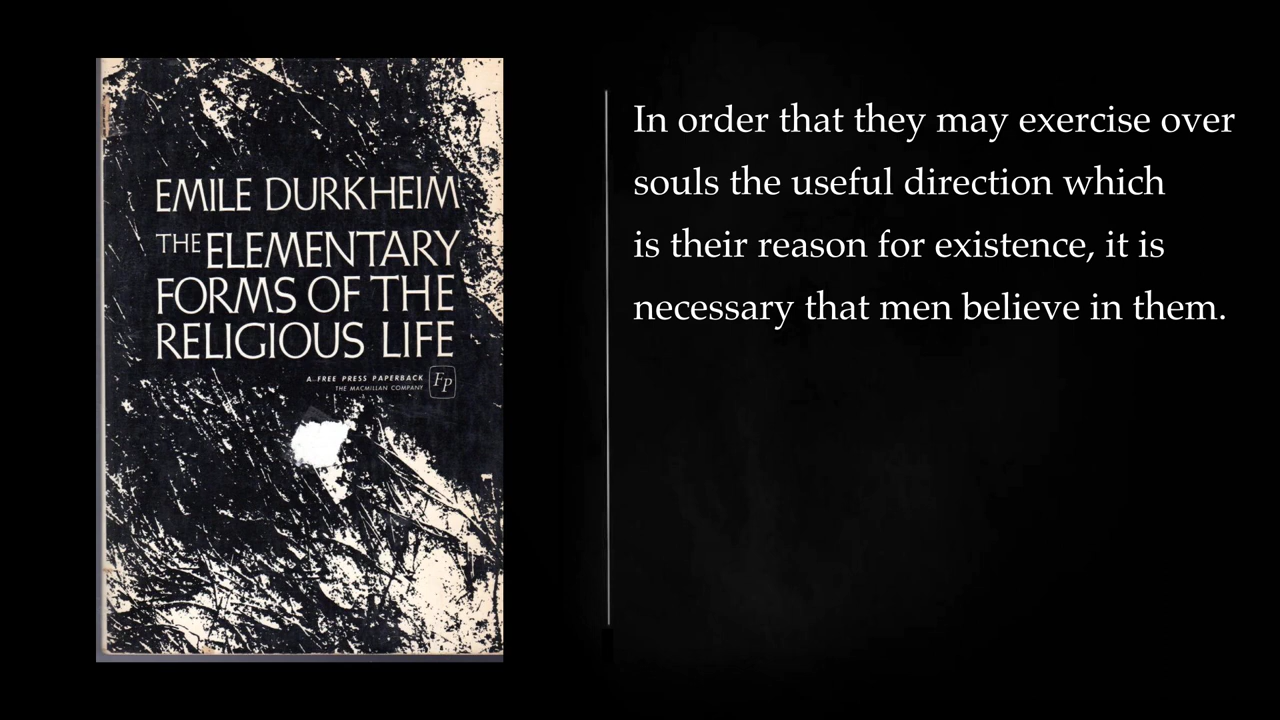 EMILE DURKHEIM
THE ELEMENTARY
FORMS OF THE
RELIGIOUS LIFE
A FREE PRESS PAPERBACK
THE MACMILLAN COMPANY
Fp
In order that they may exercise over
souls the useful direction which
is their reason for existence, it is
necessary that men believe in them.